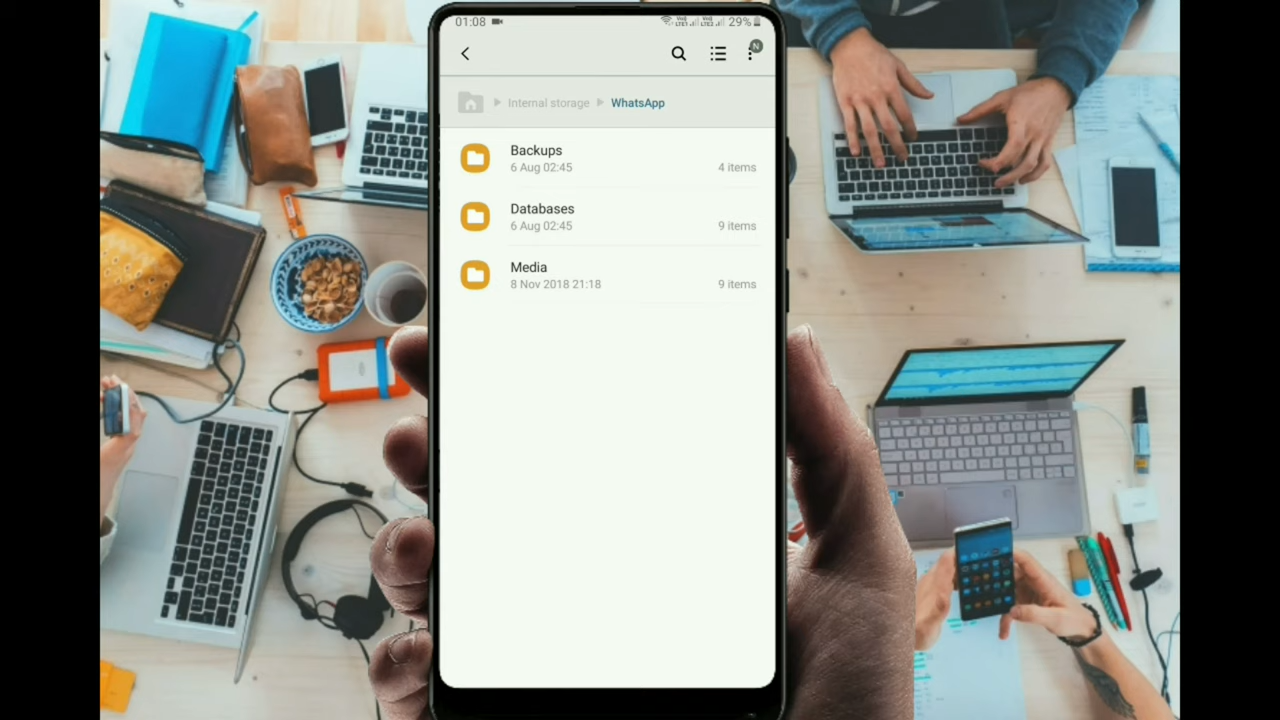 01:08
29%
N
Internal storage
WhatsApp
Backups
6 Aug 02:45
4 items
Databases
6 Aug 02:45
9 items
Media
8 Nov 2018 21:18
9 items